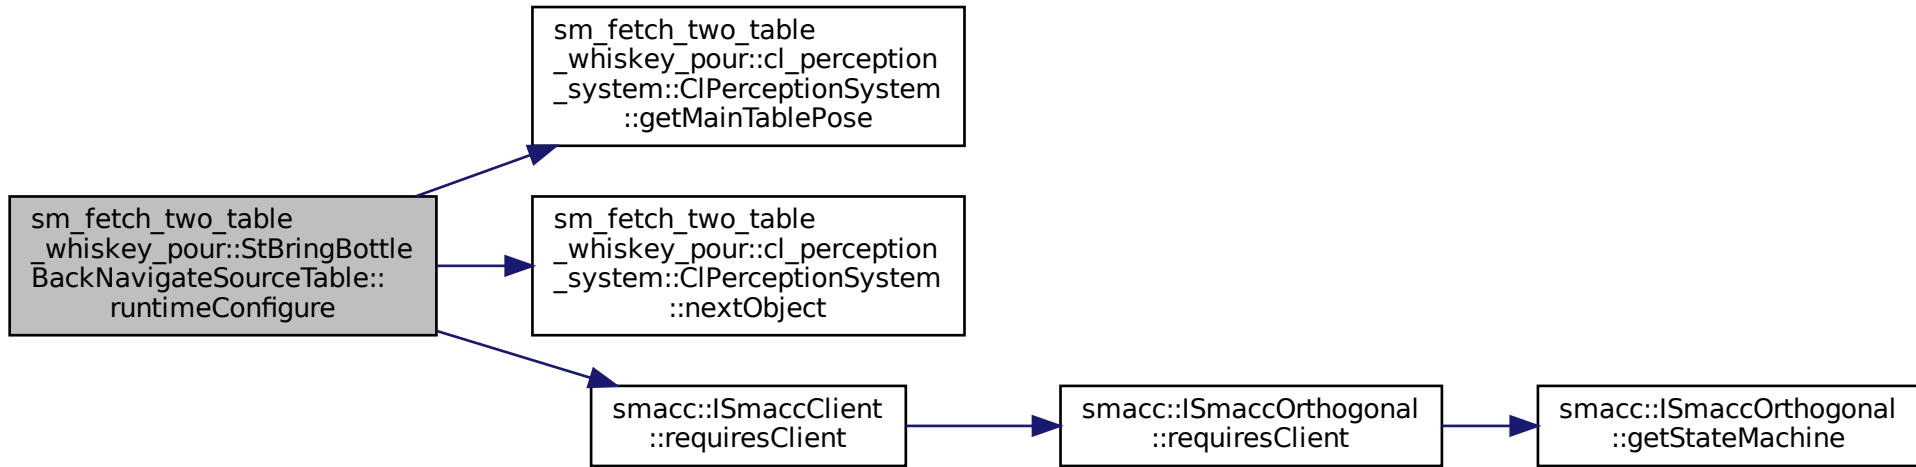 sm_fetch_two_table
_whiskey_pour::cl_perception
_system::ClPerceptionSystem
::getMainTablePose
sm_fetch_two_table
_whiskey_pour::StBringBottle
BackNavigateSourceTable::
runtimeConfigure
sm_fetch_two_table
_whiskey_pour::cl_perception
_system::ClPerceptionSystem
::nextObject
smacc::ISmaccClient
::requiresClient
smacc::ISmaccOrthogonal
::requiresClient
smacc::ISmaccOrthogonal
::getStateMachine